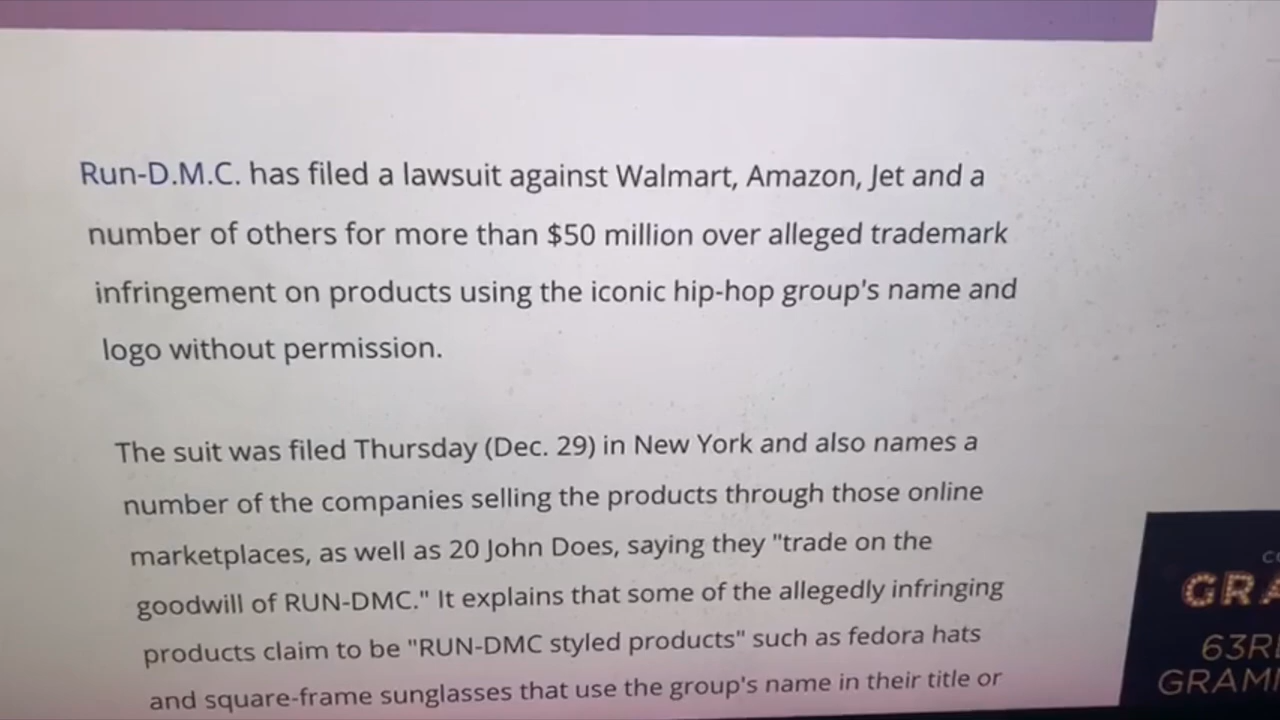 Run-D.M.C. has filed a lawsuit against Walmart, Amazon, Jet and a
number of others for more than $50 million over alleged trademark
infringement on products using the iconic hip-hop group's name and
logo without permission.
The suit was filed Thursday (Dec. 29) in New York and also names a
number of the companies selling the products through those online
marketplaces, as well as 20 John Does, saying they "trade on the
goodwill of RUN-DMC." It explains that some of the allegedly infringing
products claim to be "RUN-DMC styled products" such as fedora hats
and square-frame sunglasses that use the group's name in their title or